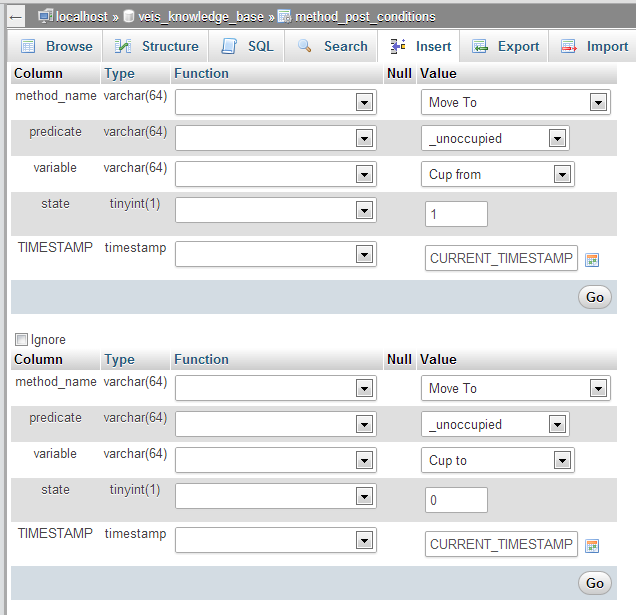 ← localhost » veis_knowledge_base » method_post_conditions
Browse Structure SQL Search Insert Export Import
Column Type Function Null Value
method_name varchar(64) Move To
predicate varchar(64) _unoccupied
variable varchar(64) Cup from
state tinyint(1) 1
TIMESTAMP timestamp CURRENT_TIMESTAMP
Go
Ignore
Column Type Function Null Value
method_name varchar(64) Move To
predicate varchar(64) _unoccupied
variable varchar(64) Cup to
state tinyint(1) 0
TIMESTAMP timestamp CURRENT_TIMESTAMP
Go